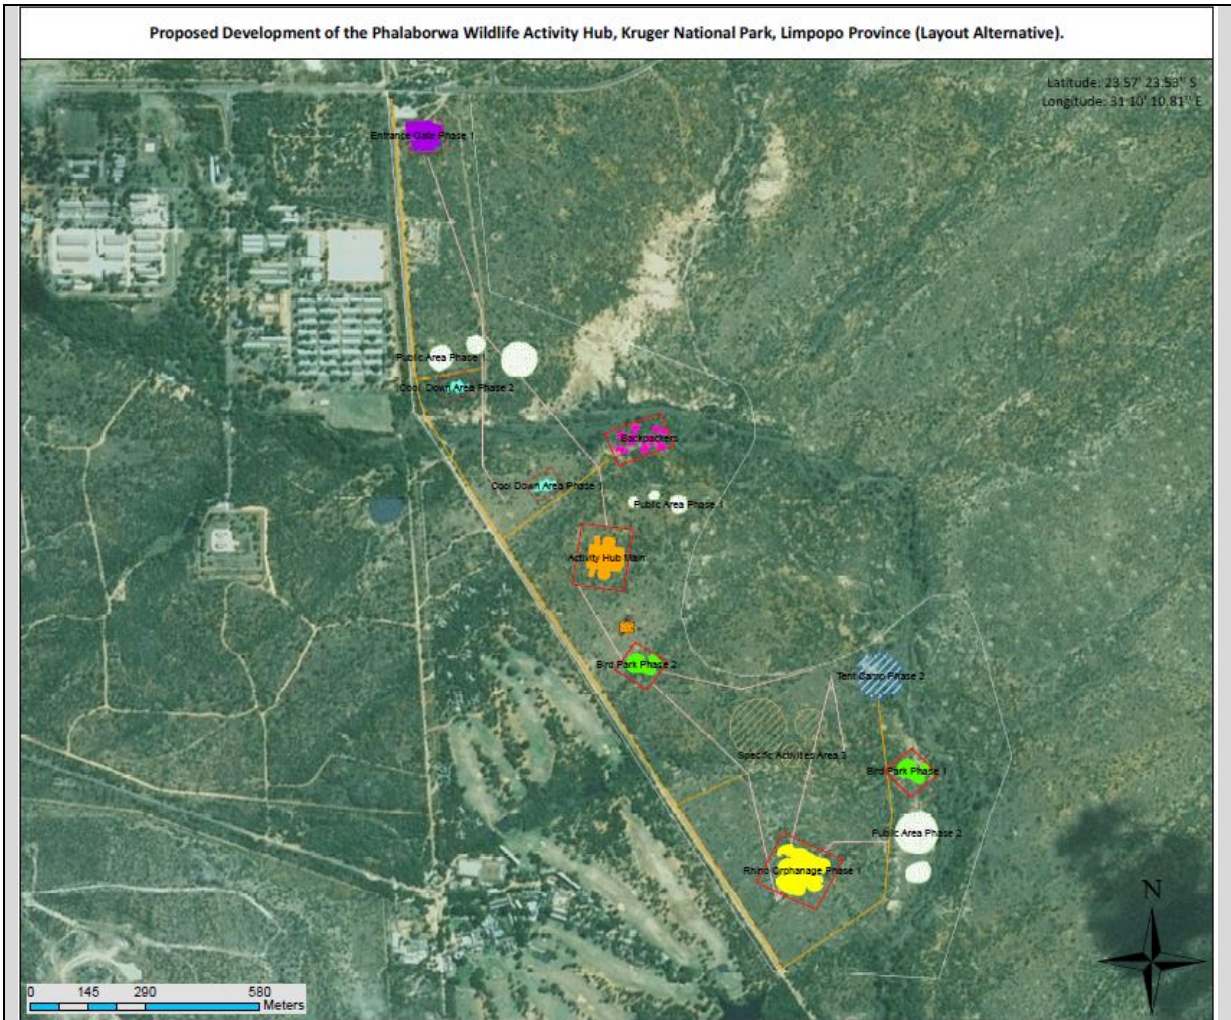 Proposed Development of the Phalaborwa Wildlife Activity Hub, Kruger National Park, Limpopo Province (Layout Alternative).
Latitude: 23 57' 23.53" S
Longitude: 31 10' 10.81" E
Entrance Gate Phase 1
Public Area Phase 1
Cool Down Area Phase 2
Backpackers
Cool Down Area Phase 1
Public Area Phase 1
Activity Hub Main
Bird Park Phase 2
Tent Camp Phase 2
Specific Activities Area 3
Bird Park Phase 1
Public Area Phase 2
Rhino Orphanage Phase 1
N
0 145 290 580
Meters